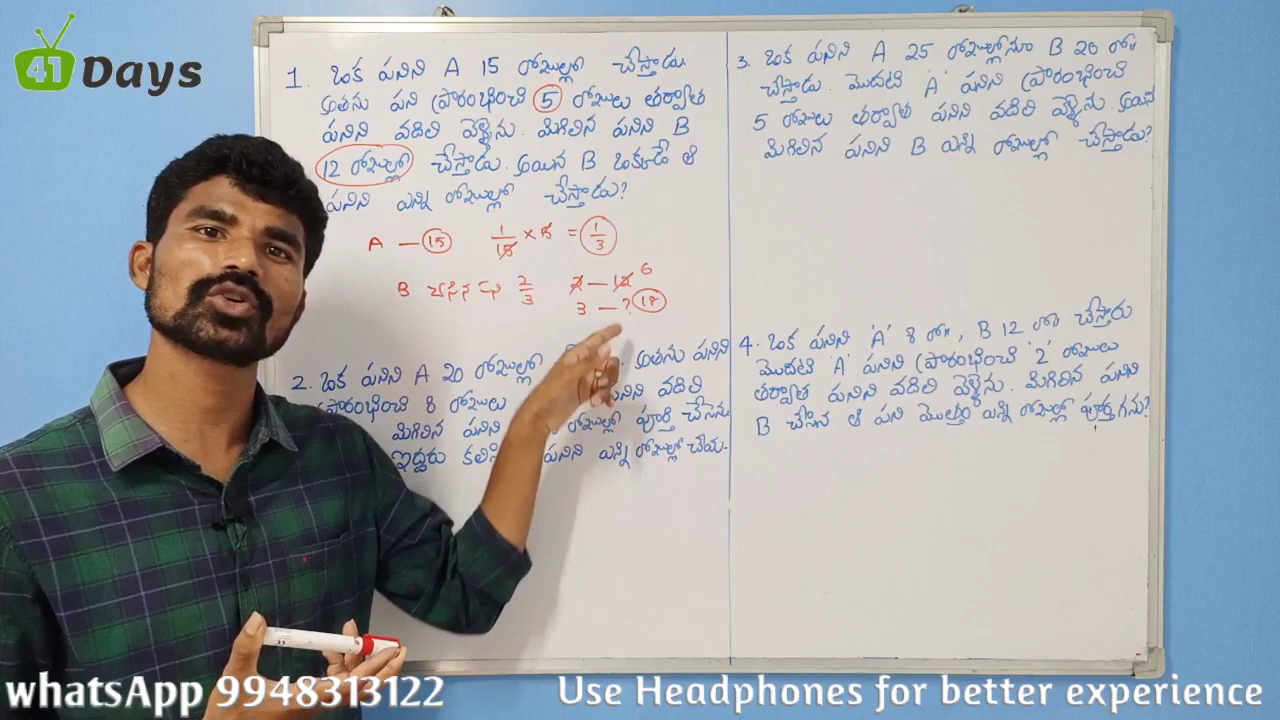 41 Days
1. ఒక పనిని A 15 రోజుల్లో చేస్తాడు.
అతను పని ప్రారంభించి 5 రోజులు తర్వాత
పనిని వదిలి వెళ్ళెను. మిగిలిన పనిని B
12 రోజుల్లో చేస్తాడు. అయిన B ఒక్కడే ఆ
పనిని ఎన్ని రోజుల్లో చేస్తాడు?
A — 15 1/15 × 5 = 1/3
B చేసిన పని 2/3 2 — 12 6
3 — ? 18
2. ఒక పనిని A 20 రోజుల్లో . అతను పనిని
ప్రారంభించి 8 రోజులు పనిని వదిలి
మిగిలిన పనిని రోజుల్లో పూర్తి చేసెను
ఇద్దరు కలిసి పనిని ఎన్ని రోజుల్లో చేయ.
3. ఒక పనిని A 25 రోజుల్లోనూ B 20 రో"
చేస్తాడు. మొదటి 'A' పనిని ప్రారంభించి
5 రోజులు తర్వాత పనిని వదిలి వెళ్ళెను. అయిన
మిగిలిన పనిని B ఎన్ని రోజుల్లో చేస్తాడు?
4. ఒక పనిని 'A' 8 రో", B 12 రో" చేస్తారు
మొదటి 'A' పనిని ప్రారంభించి '2' రోజులు
తర్వాత పనిని వదిలి వెళ్ళెను. మిగిలిన పనిని
B చేసిన ఆ పని మొత్తం ఎన్ని రోజుల్లో పూర్తగును?
whatsApp 9948313122 Use Headphones for better experience